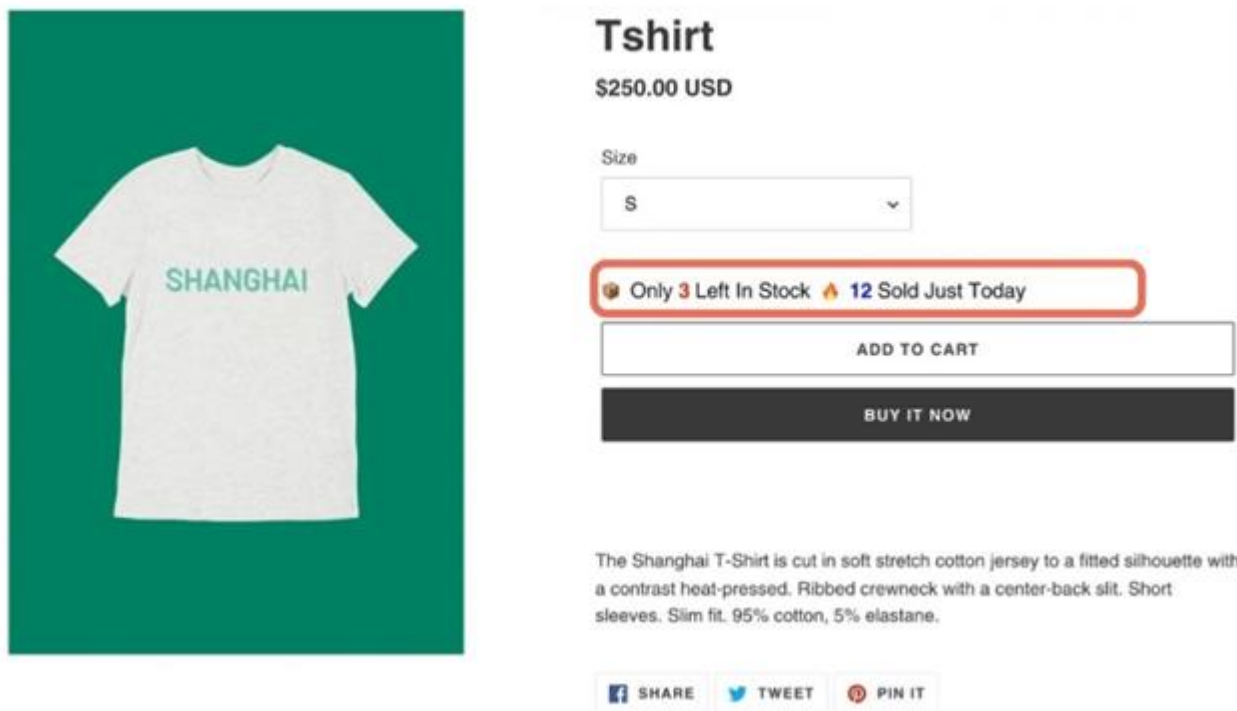 SHANGHAI
Tshirt
$250.00 USD
Size
S
📦 Only 3 Left In Stock 🔥 12 Sold Just Today
ADD TO CART
BUY IT NOW
The Shanghai T-Shirt is cut in soft stretch cotton jersey to a fitted silhouette with
a contrast heat-pressed. Ribbed crewneck with a center-back slit. Short
sleeves. Slim fit. 95% cotton, 5% elastane.
SHARE
TWEET
PIN IT